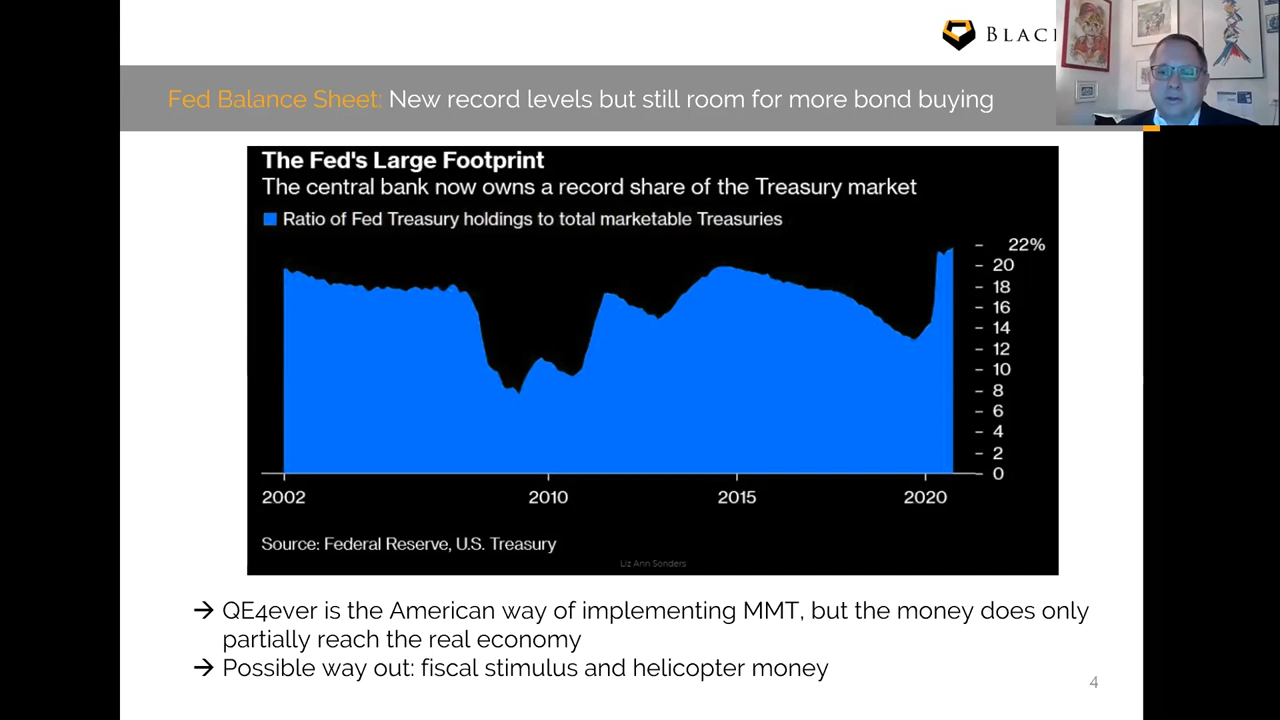 BLAC
Fed Balance Sheet: New record levels but still room for more bond buying
The Fed's Large Footprint
The central bank now owns a record share of the Treasury market
Ratio of Fed Treasury holdings to total marketable Treasuries
22%
20
18
16
14
12
10
8
6
4
2
0
2002 2010 2015 2020
Source: Federal Reserve, U.S. Treasury
Liz Ann Sonders
→ QE4ever is the American way of implementing MMT, but the money does only
partially reach the real economy
→ Possible way out: fiscal stimulus and helicopter money
4